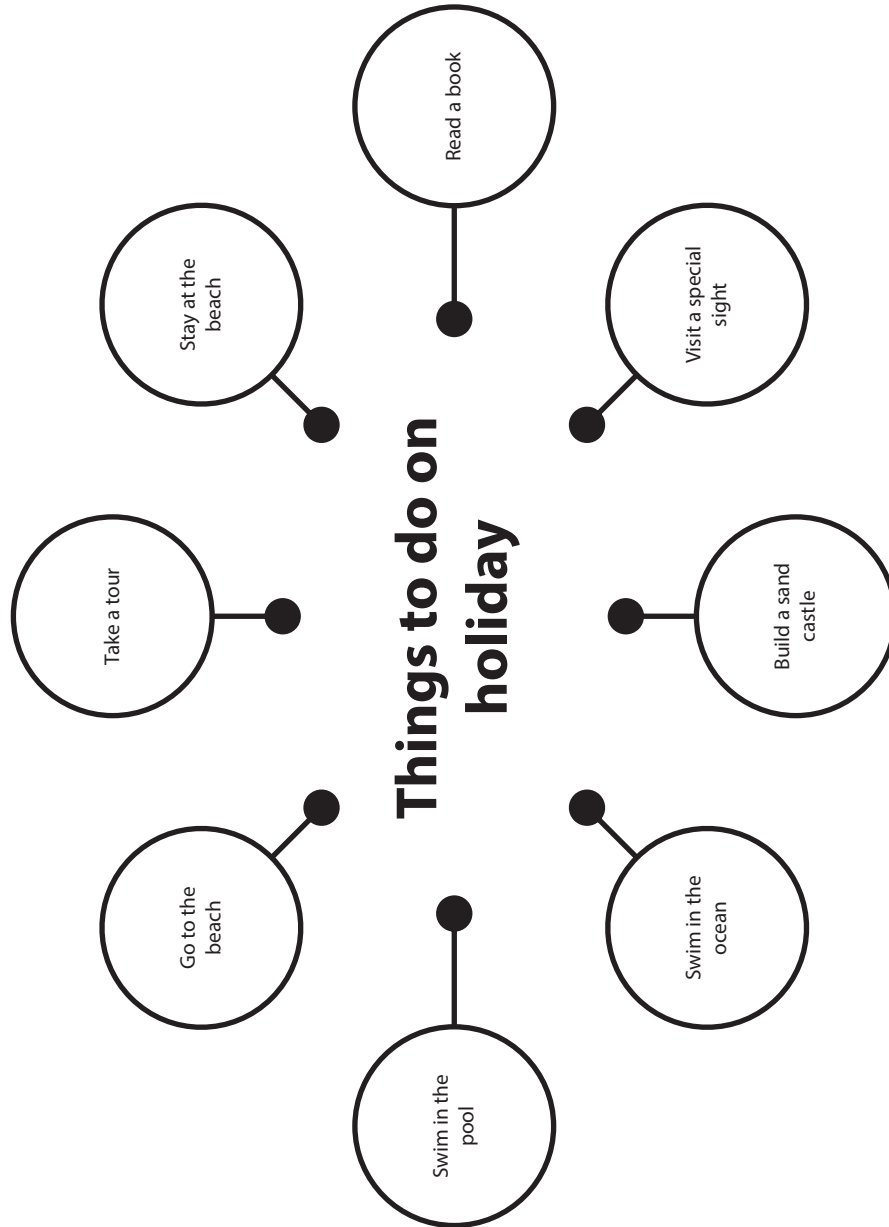 Take a tour
Go to the
beach
Stay at the
beach
Swim in the
pool
Things to do on
holiday
Read a book
Swim in the
ocean
Visit a special
sight
Build a sand
castle